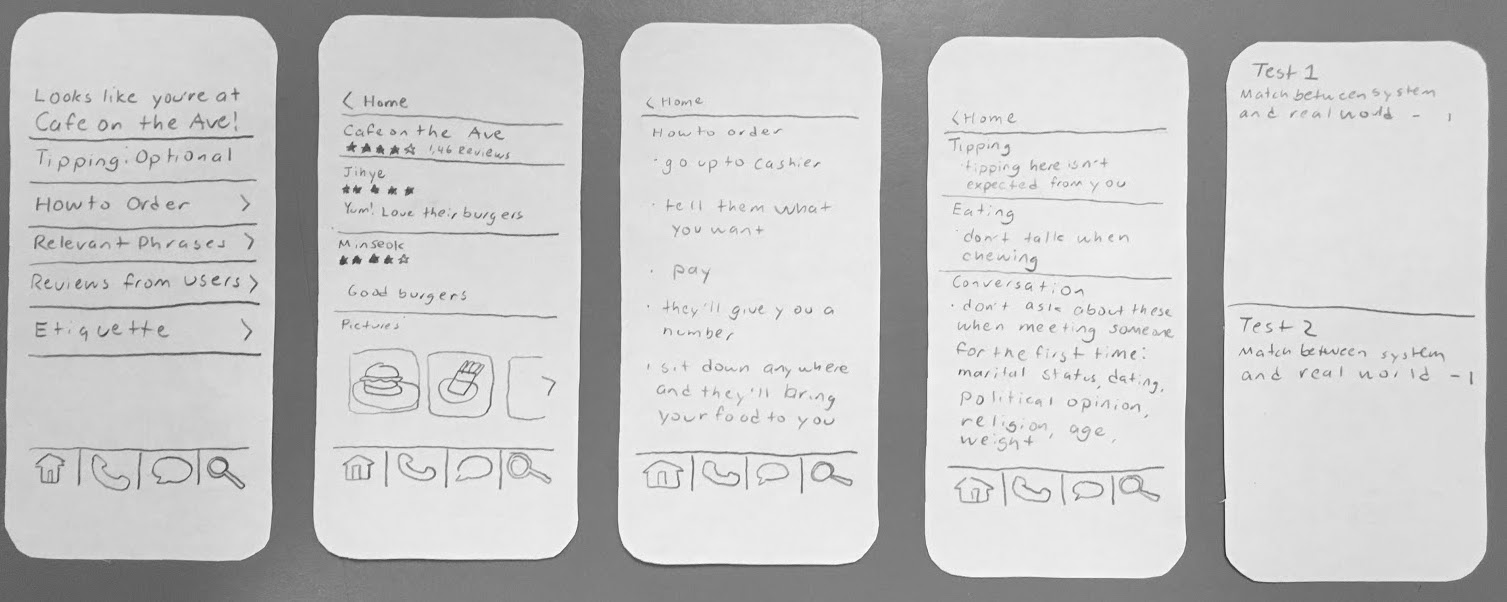 Looks like you're at
Cafe on the Ave!
Tipping: Optional
How to Order >
Relevant Phrases >
Reviews from users >
Etiquette >
< Home
Cafe on the Ave
★★★★☆ 146 Reviews
Jihye
★★★★★
Yum! Love their burgers
Minseok
★★★★☆
Good burgers
Pictures
>
< Home
How to order
· go up to cashier
· tell them what
you want
· pay
· they'll give you a
number
· sit down anywhere
and they'll bring
your food to you
< Home
Tipping
· tipping here isn't
expected from you
Eating
· don't talk when
chewing
Conversation
· don't ask about these
when meeting someone
for the first time:
marital status, dating,
political opinion,
religion, age,
weight
Test 1
Match between system
and real world - 1
Test 2
Match between system
and real world - 1